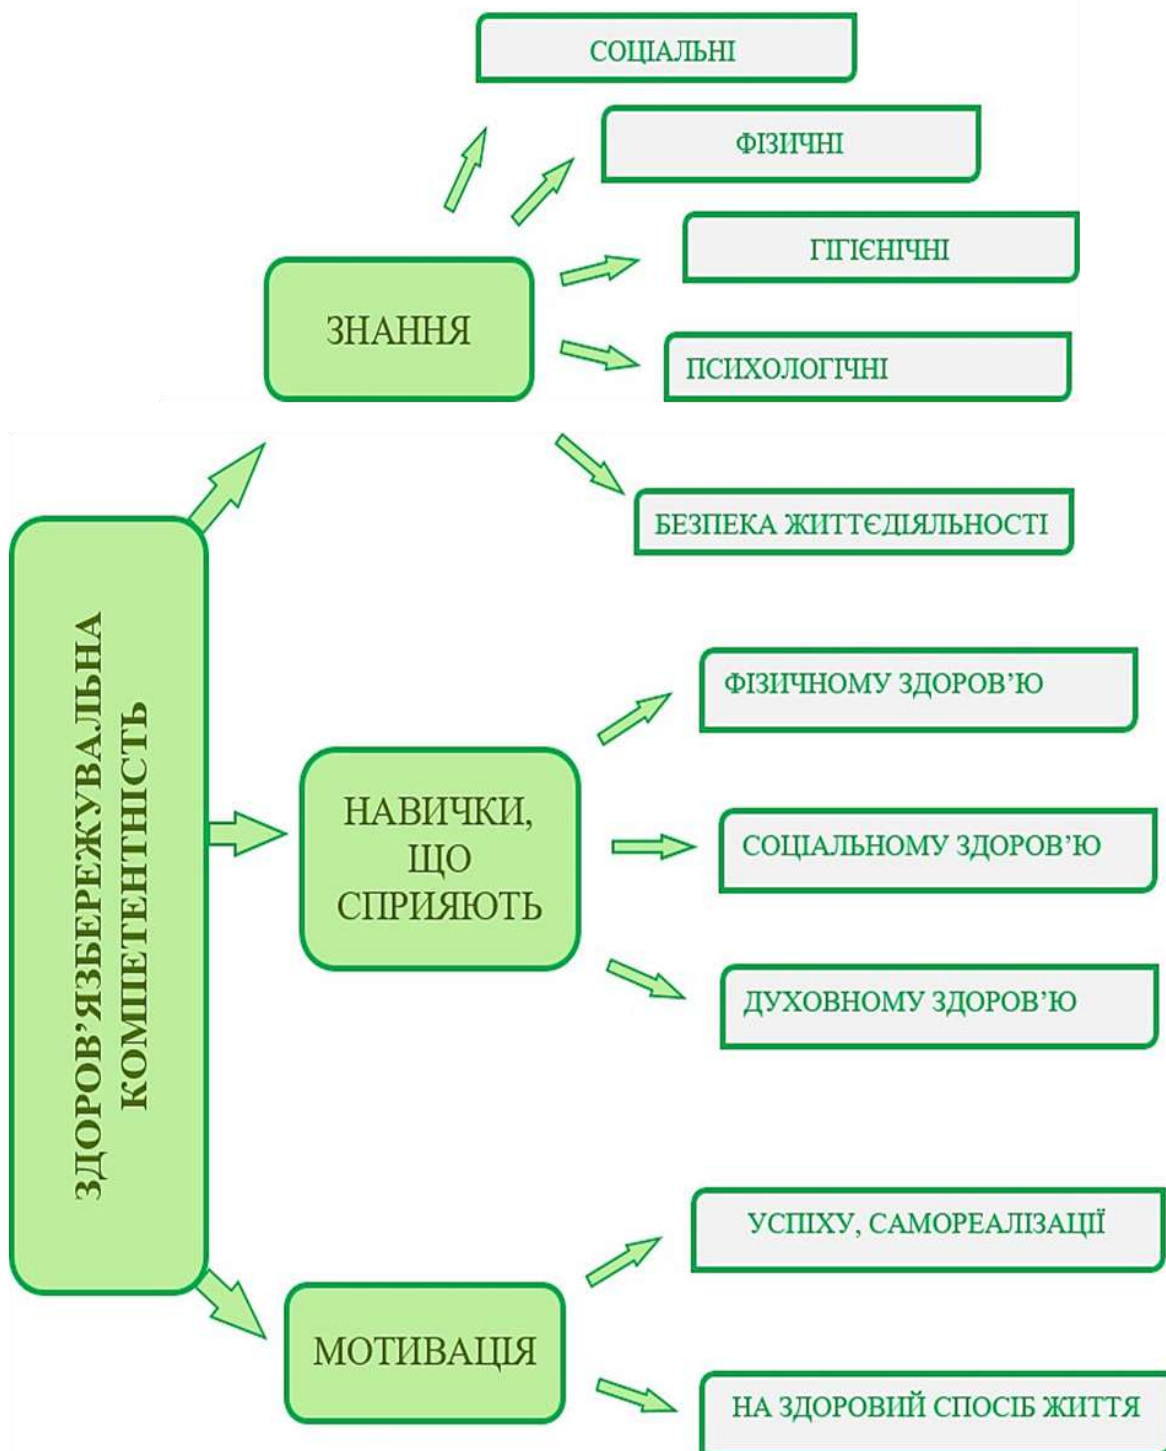 СОЦІАЛЬНІ
ФІЗИЧНІ
ГІГІЄНІЧНІ
ЗНАННЯ
ПСИХОЛОГІЧНІ
БЕЗПЕКА ЖИТТЄДІЯЛЬНОСТІ
ЗДОРОВ’ЯЗБЕРЕЖУВАЛЬНА
КОМПЕТЕНТНІСТЬ
НАВИЧКИ,
ЩО
СПРИЯЮТЬ
ФІЗИЧНОМУ ЗДОРОВ’Ю
СОЦІАЛЬНОМУ ЗДОРОВ’Ю
ДУХОВНОМУ ЗДОРОВ’Ю
МОТИВАЦІЯ
УСПІХУ, САМОРЕАЛІЗАЦІЇ
НА ЗДОРОВИЙ СПОСІБ ЖИТТЯ